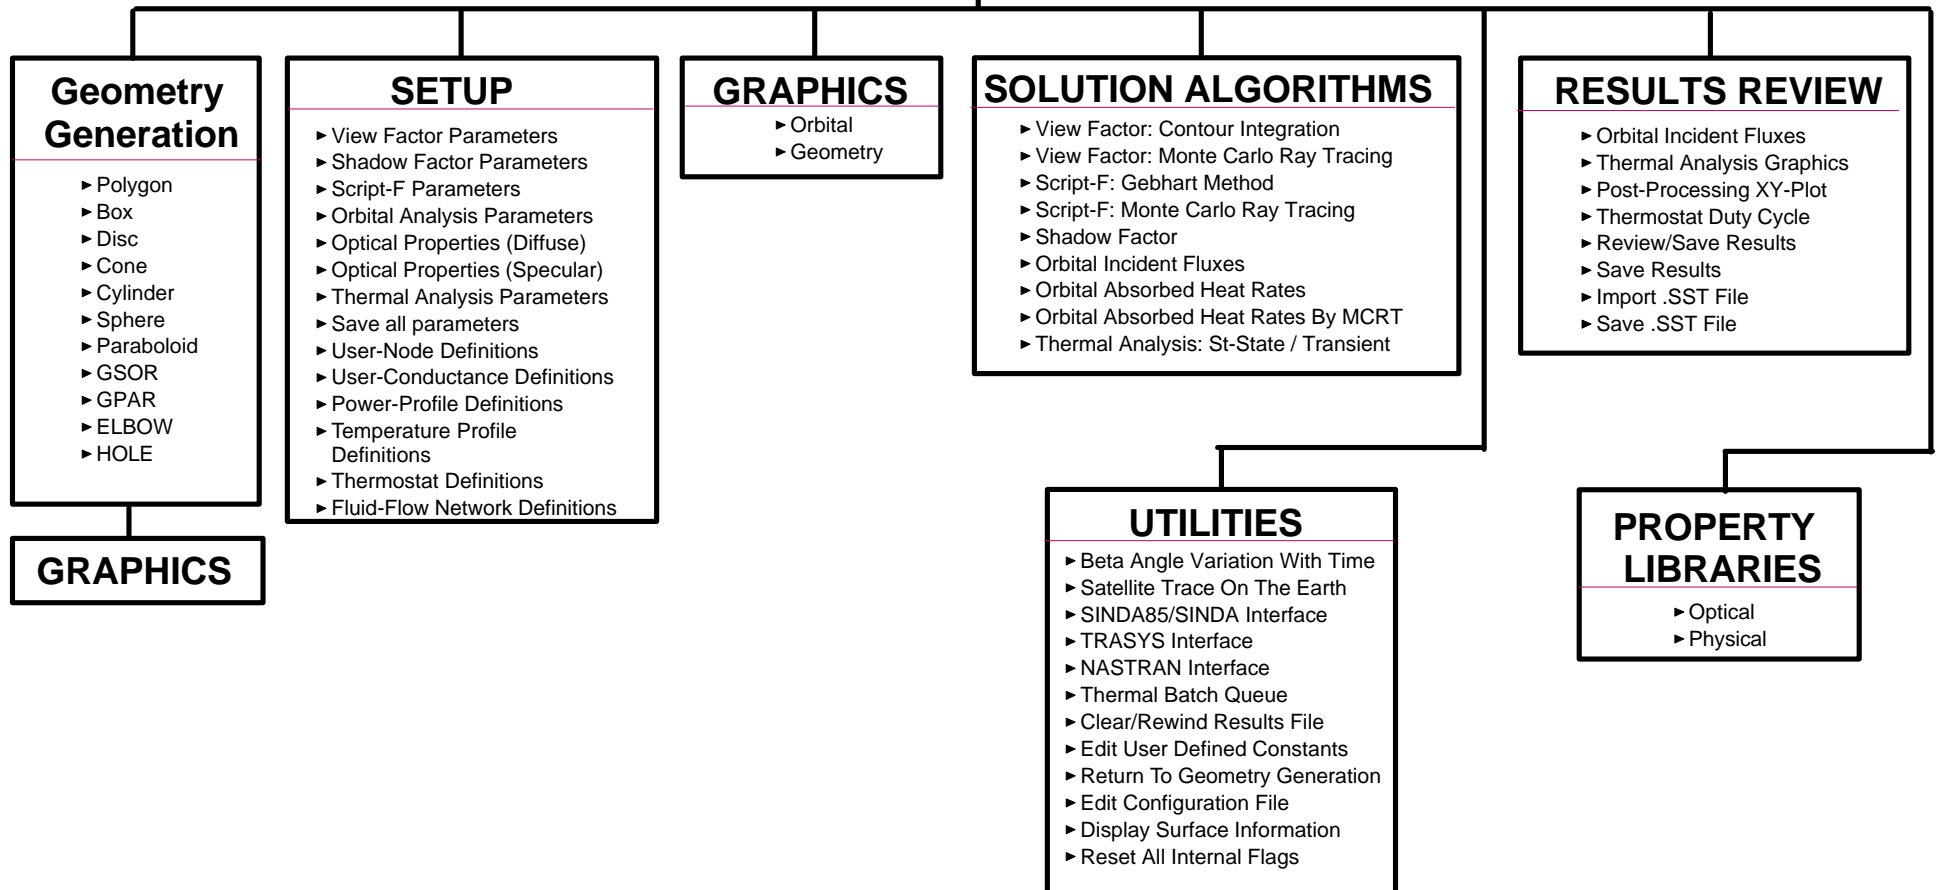 Geometry
Generation
► Polygon
► Box
► Disc
► Cone
► Cylinder
► Sphere
► Paraboloid
► GSOR
► GPAR
► ELBOW
► HOLE
GRAPHICS
SETUP
► View Factor Parameters
► Shadow Factor Parameters
► Script-F Parameters
► Orbital Analysis Parameters
► Optical Properties (Diffuse)
► Optical Properties (Specular)
► Thermal Analysis Parameters
► Save all parameters
► User-Node Definitions
► User-Conductance Definitions
► Power-Profile Definitions
► Temperature Profile
Definitions
► Thermostat Definitions
► Fluid-Flow Network Definitions
GRAPHICS
► Orbital
► Geometry
SOLUTION ALGORITHMS
► View Factor: Contour Integration
► View Factor: Monte Carlo Ray Tracing
► Script-F: Gebhart Method
► Script-F: Monte Carlo Ray Tracing
► Shadow Factor
► Orbital Incident Fluxes
► Orbital Absorbed Heat Rates
► Orbital Absorbed Heat Rates By MCRT
► Thermal Analysis: St-State / Transient
RESULTS REVIEW
► Orbital Incident Fluxes
► Thermal Analysis Graphics
► Post-Processing XY-Plot
► Thermostat Duty Cycle
► Review/Save Results
► Save Results
► Import .SST File
► Save .SST File
UTILITIES
► Beta Angle Variation With Time
► Satellite Trace On The Earth
► SINDA85/SINDA Interface
► TRASYS Interface
► NASTRAN Interface
► Thermal Batch Queue
► Clear/Rewind Results File
► Edit User Defined Constants
► Return To Geometry Generation
► Edit Configuration File
► Display Surface Information
► Reset All Internal Flags
PROPERTY
LIBRARIES
► Optical
► Physical